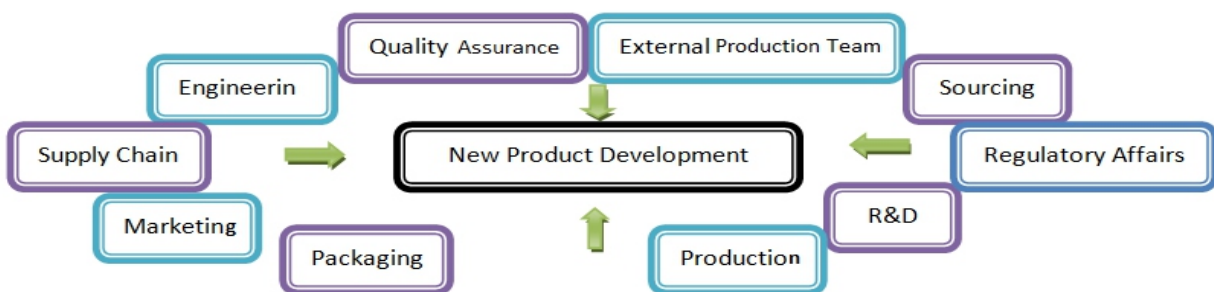 Quality Assurance
External Production Team
Engineerin
Sourcing
Supply Chain
New Product Development
Regulatory Affairs
Marketing
R&D
Packaging
Production